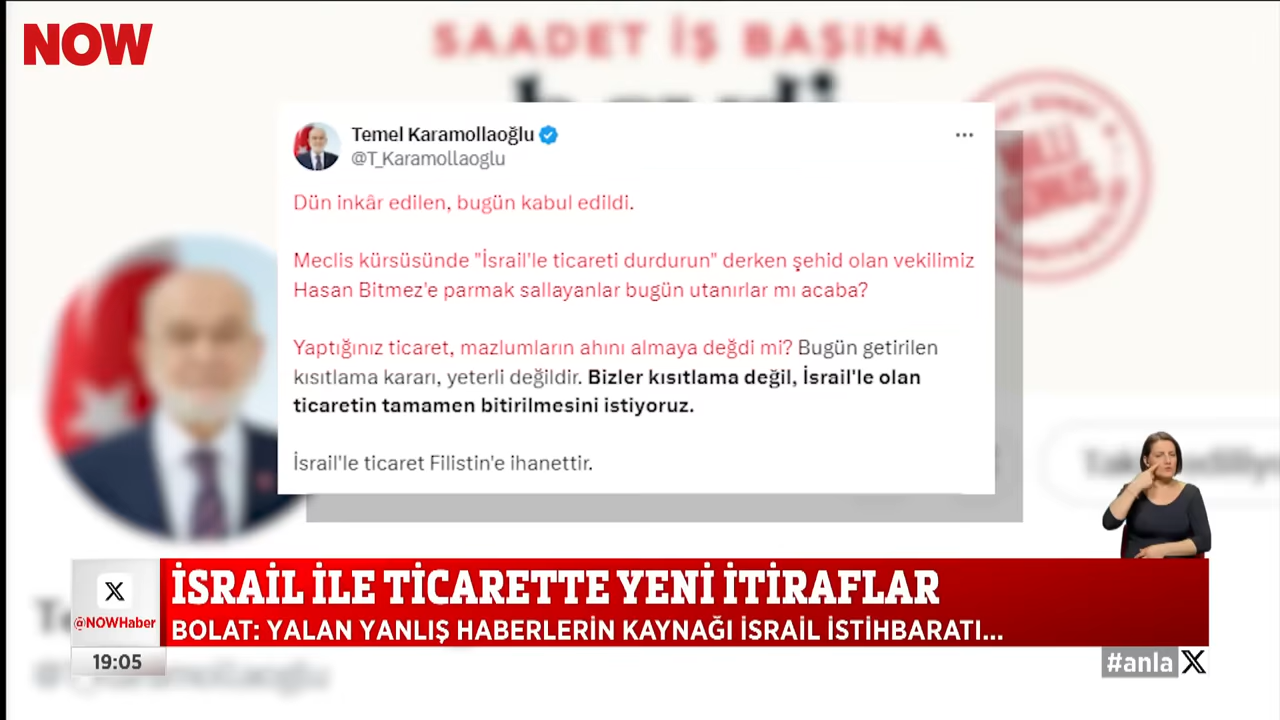 NOW
SAADET İŞ BAŞINA
Temel Karamollaoğlu
@T_Karamollaoglu
Dün inkâr edilen, bugün kabul edildi.
Meclis kürsüsünde "İsrail'le ticareti durdurun" derken şehid olan vekilimiz
Hasan Bitmez'e parmak sallayanlar bugün utanırlar mı acaba?
Yaptığınız ticaret, mazlumların ahını almaya değdi mi? Bugün getirilen
kısıtlama kararı, yeterli değildir. Bizler kısıtlama değil, İsrail'le olan
ticaretin tamamen bitirilmesini istiyoruz.
İsrail'le ticaret Filistin'e ihanettir.
X
@NOWHaber
19:05
İSRAİL İLE TİCARETTE YENİ İTİRAFLAR
BOLAT: YALAN YANLIŞ HABERLERİN KAYNAĞI İSRAİL İSTİHBARATI...
#anla X